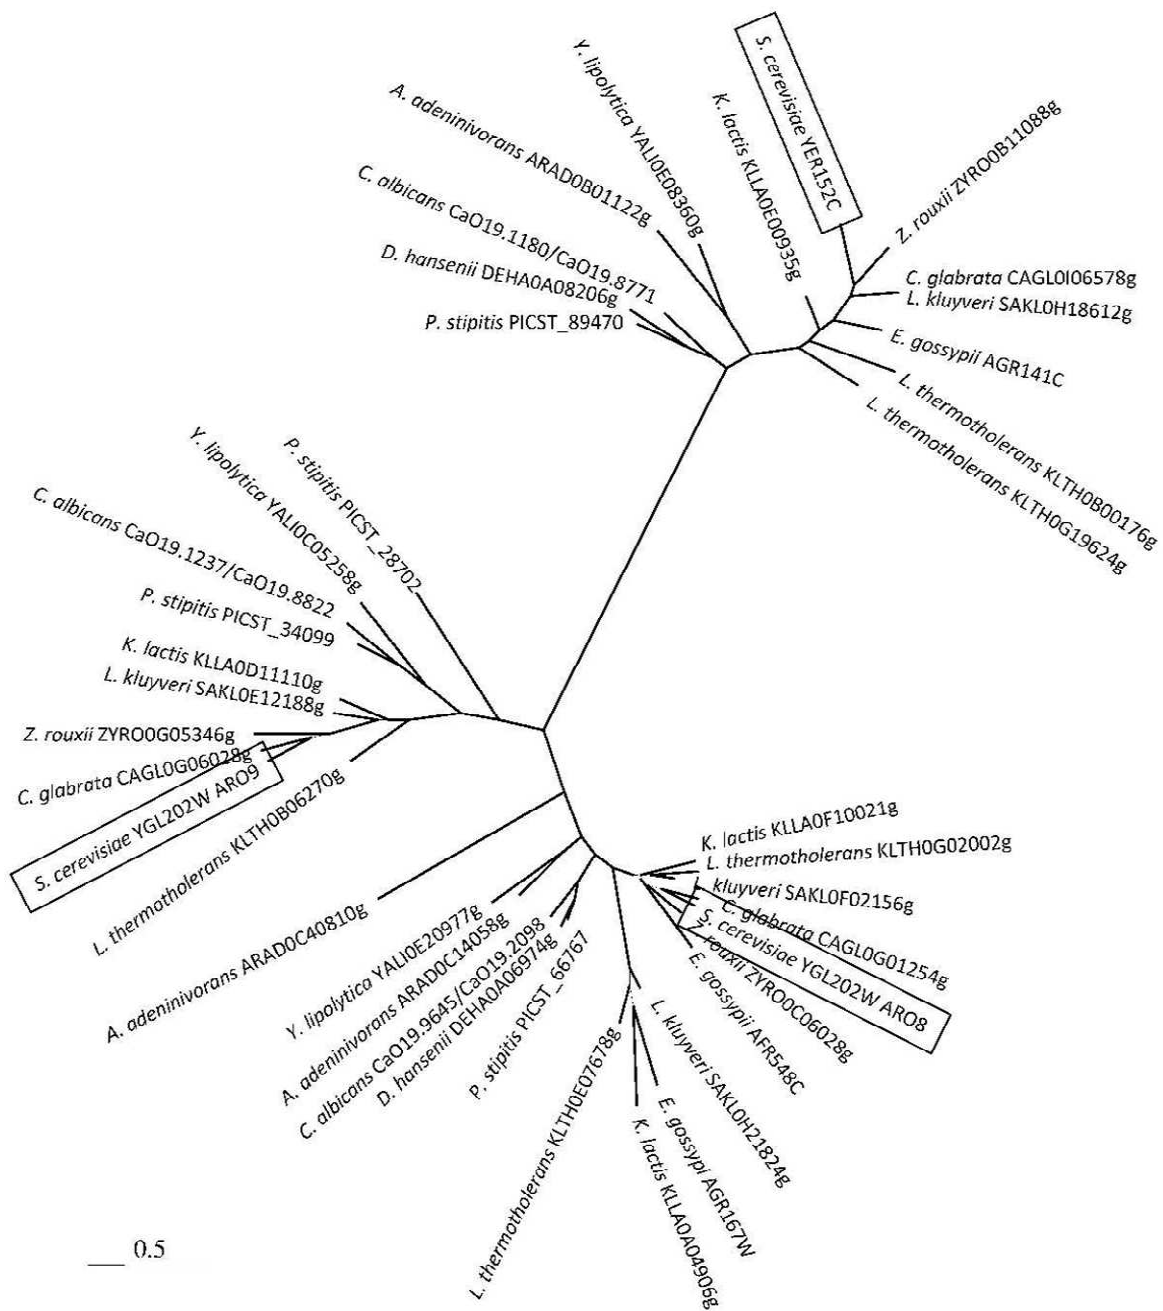 S. cerevisiae YER152C
Y. lipolytica YALI0E08360g
A. adeninivorans ARAD0B01122g
K. lactis KLLA0E00935g
Z. rouxii ZYRO0B11088g
C. albicans CaO19.1180/CaO19.8771
D. hansenii DEHA0A08206g
C. glabrata CAGL0I06578g
L. kluyveri SAKL0H18612g
P. stipitis PICST_89470
E. gossypii AGR141C
L. thermotholerans KLTH0B00176g
L. thermotholerans KLTH0G19624g
P. stipitis PICST_28702
Y. lipolytica YALI0C05258g
C. albicans CaO19.1237/CaO19.8822
P. stipitis PICST_34099
K. lactis KLLA0D11110g
L. kluyveri SAKL0E12188g
Z. rouxii ZYRO0G05346g
C. glabrata CAGL0G06028g
S. cerevisiae YGL202W ARO9
L. thermotholerans KLTH0B06270g
A. adeninivorans ARAD0C40810g
K. lactis KLLA0F10021g
L. thermotholerans KLTH0G02002g
kluyveri SAKL0F02156g
C. glabrata CAGL0G01254g
S. cerevisiae YGL202W ARO8
Z. rouxii ZYRO0C06028g
E. gossypii AFR548C
Y. lipolytica YALI0E20977g
A. adeninivorans ARAD0C14058g
C. albicans CaO19.9645/CaO19.2098
D. hansenii DEHA0A06974g
P. stipitis PICST_66767
L. kluyveri SAKL0H21824g
E. gossypi AGR167W
K. lactis KLLA0A04906g
L. thermotholerans KLTH0E07678g
0.5